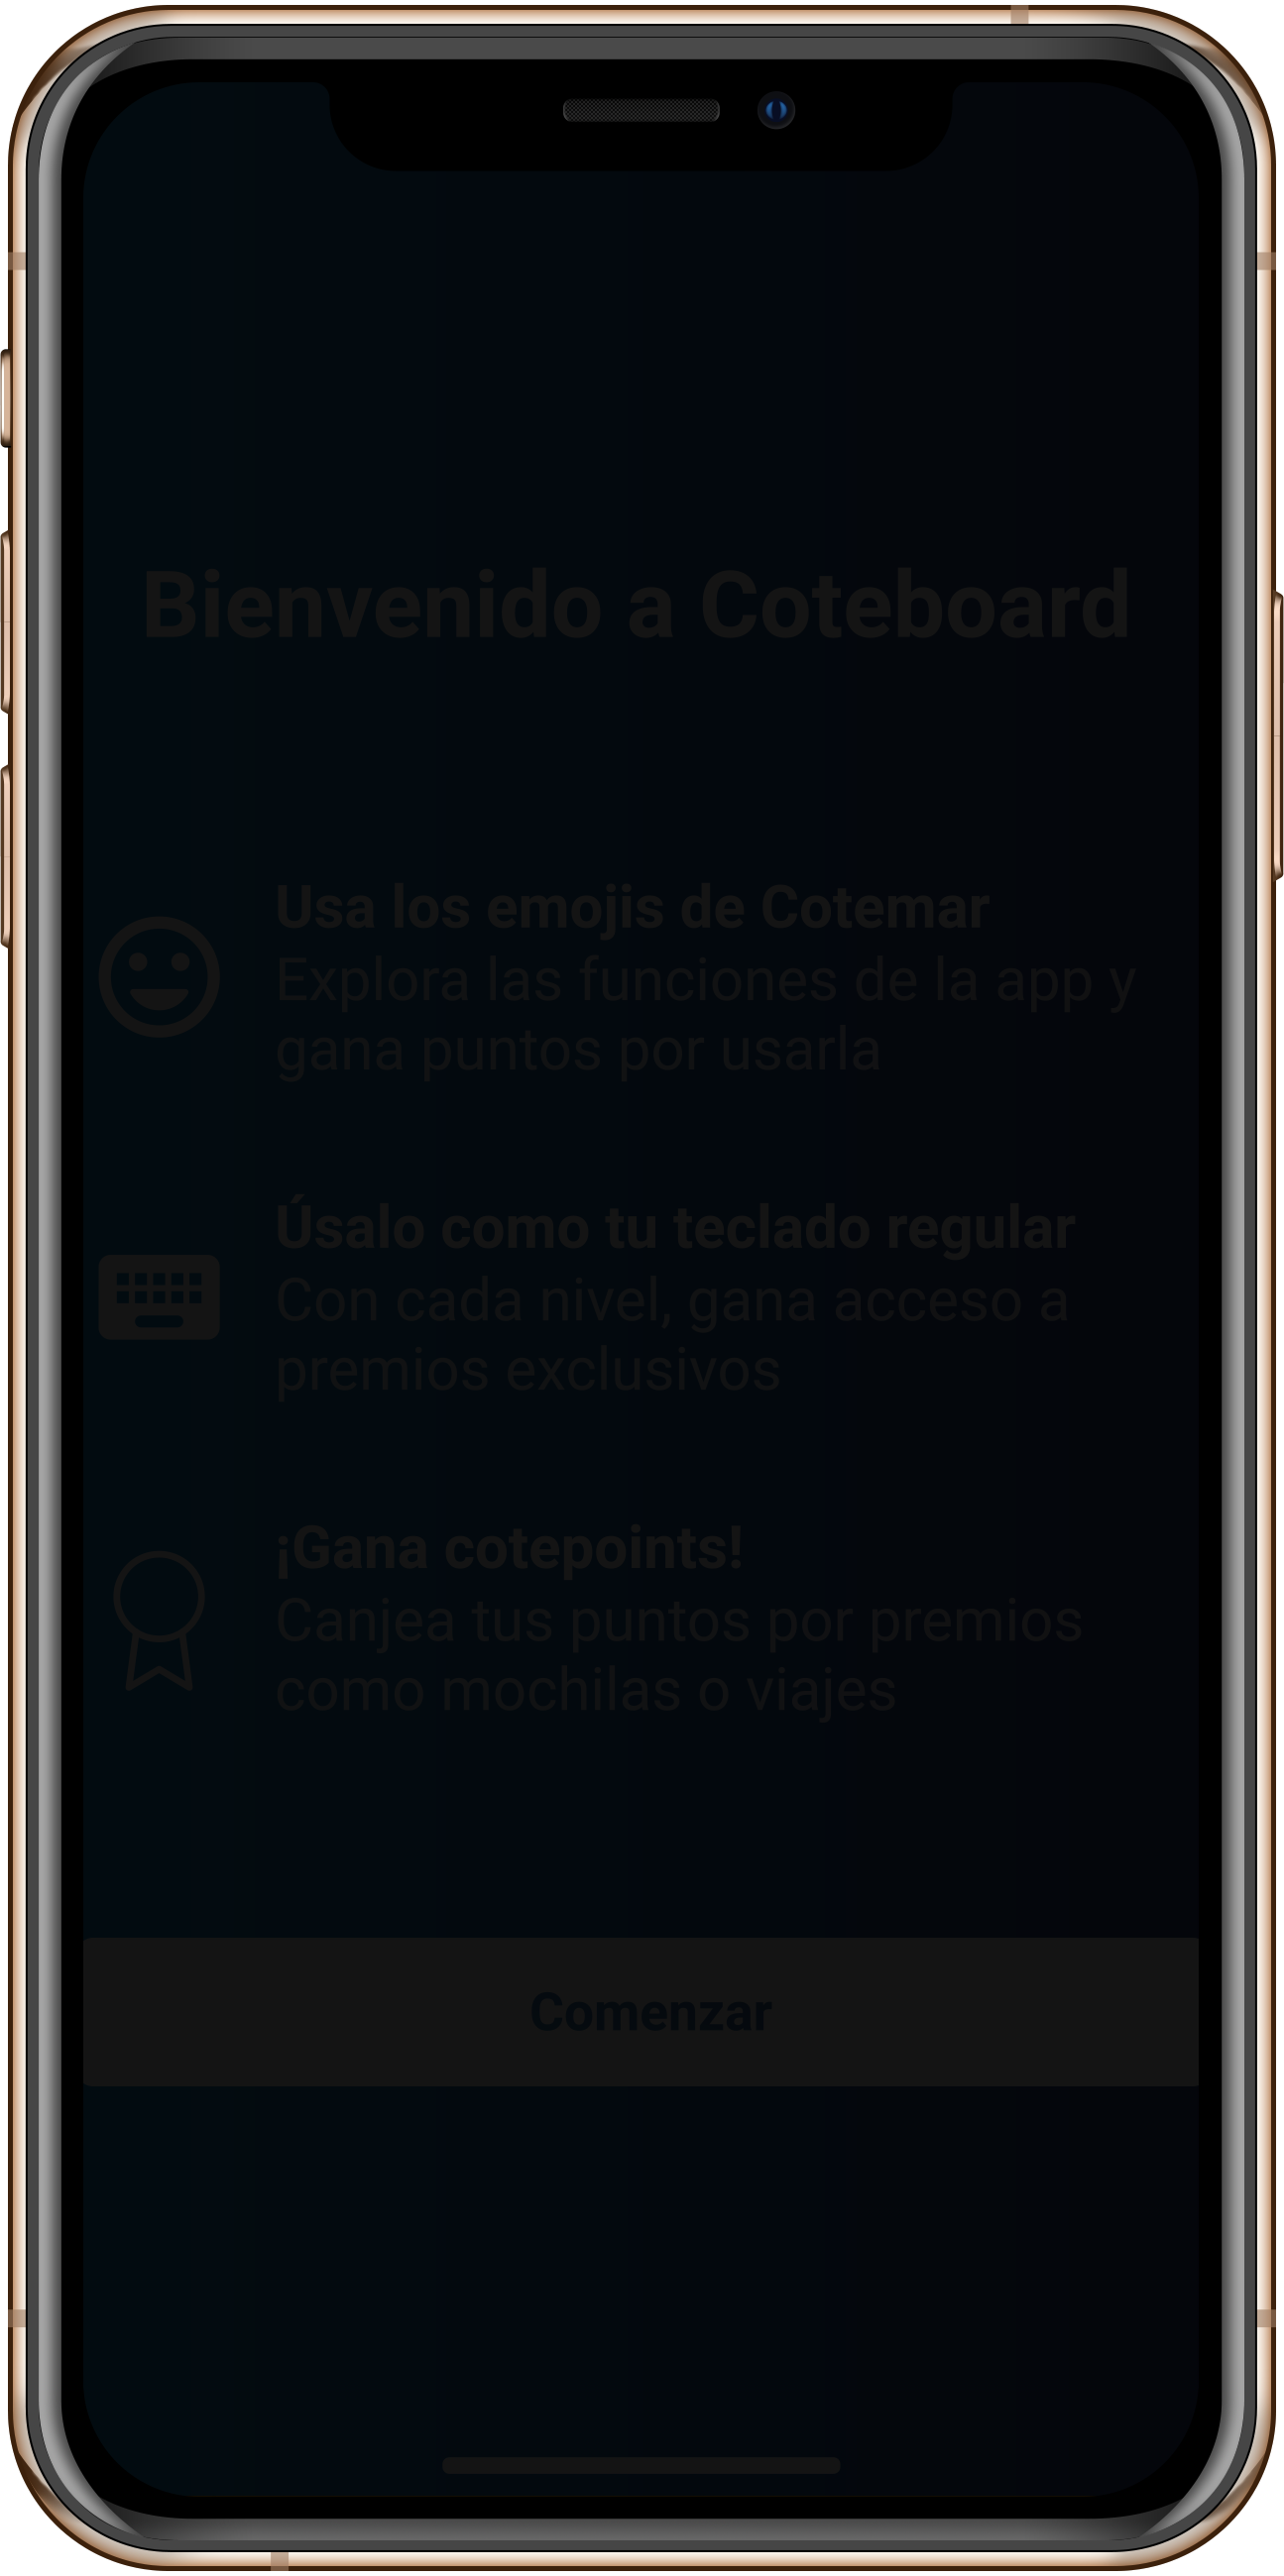 Bienvenido a Coteboard
Usa los emojis de Cotemar
Explora las funciones de la app y
gana puntos por usarla
Úsalo como tu teclado regular
Con cada nivel, gana acceso a
premios exclusivos
¡Gana cotepoints!
Canjea tus puntos por premios
como mochilas o viajes
Comenzar